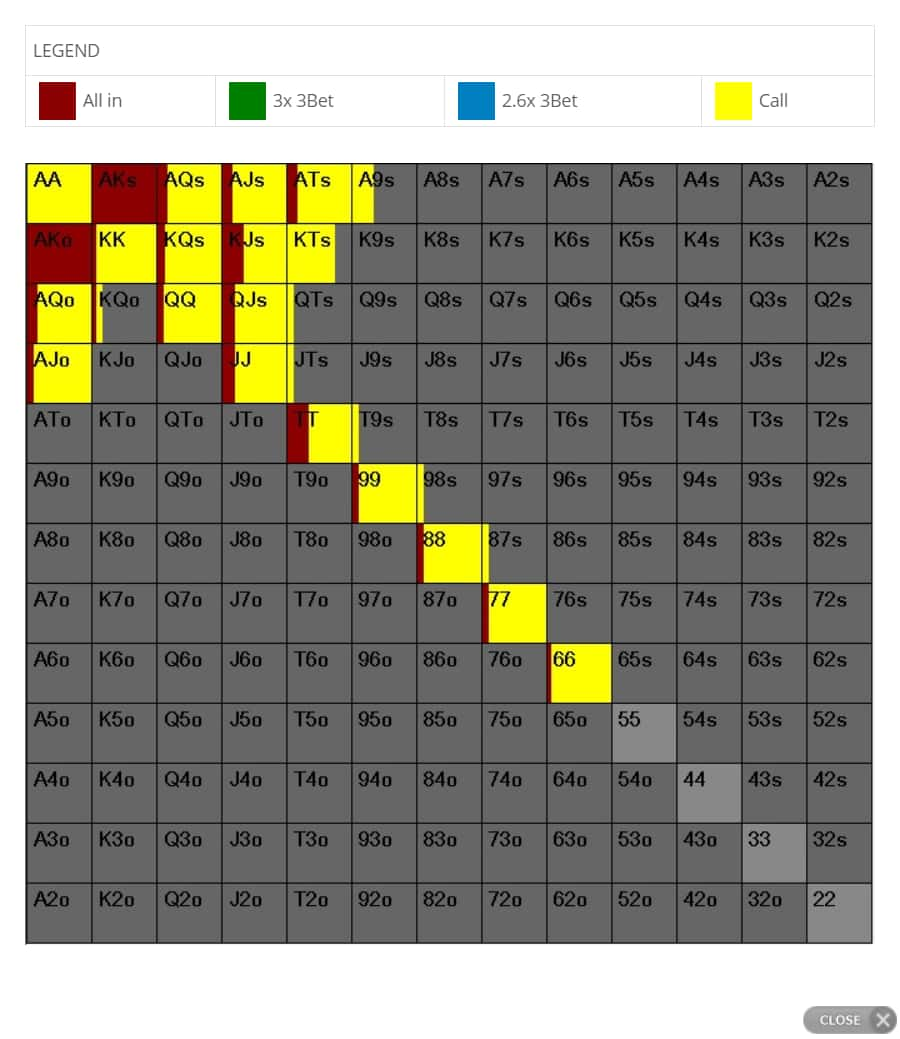 LEGEND
All in 3x 3Bet 2.6x 3Bet Call
AA AKs AQs AJs ATs A9s A8s A7s A6s A5s A4s A3s A2s
AKo KK KQs KJs KTs K9s K8s K7s K6s K5s K4s K3s K2s
AQo KQo QQ QJs QTs Q9s Q8s Q7s Q6s Q5s Q4s Q3s Q2s
AJo KJo QJo JJ JTs J9s J8s J7s J6s J5s J4s J3s J2s
ATo KTo QTo JTo TT T9s T8s T7s T6s T5s T4s T3s T2s
A9o K9o Q9o J9o T9o 99 98s 97s 96s 95s 94s 93s 92s
A8o K8o Q8o J8o T8o 98o 88 87s 86s 85s 84s 83s 82s
A7o K7o Q7o J7o T7o 97o 87o 77 76s 75s 74s 73s 72s
A6o K6o Q6o J6o T6o 96o 86o 76o 66 65s 64s 63s 62s
A5o K5o Q5o J5o T5o 95o 85o 75o 65o 55 54s 53s 52s
A4o K4o Q4o J4o T4o 94o 84o 74o 64o 54o 44 43s 42s
A3o K3o Q3o J3o T3o 93o 83o 73o 63o 53o 43o 33 32s
A2o K2o Q2o J2o T2o 92o 82o 72o 62o 52o 42o 32o 22
CLOSE